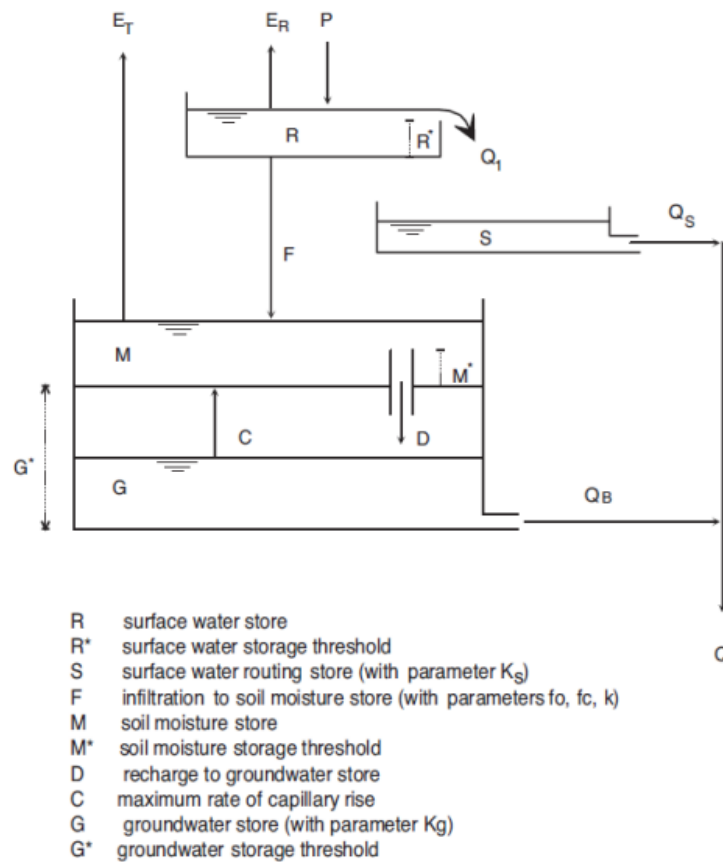 E_T E_R P
R R* Q_1
S Q_S
F
M M*
G* C D
G Q_B
R surface water store
R* surface water storage threshold
S surface water routing store (with parameter K_S)
F infiltration to soil moisture store (with parameters fo, fc, k)
M soil moisture store
M* soil moisture storage threshold
D recharge to groundwater store
C maximum rate of capillary rise
G groundwater store (with parameter Kg)
G* groundwater storage threshold